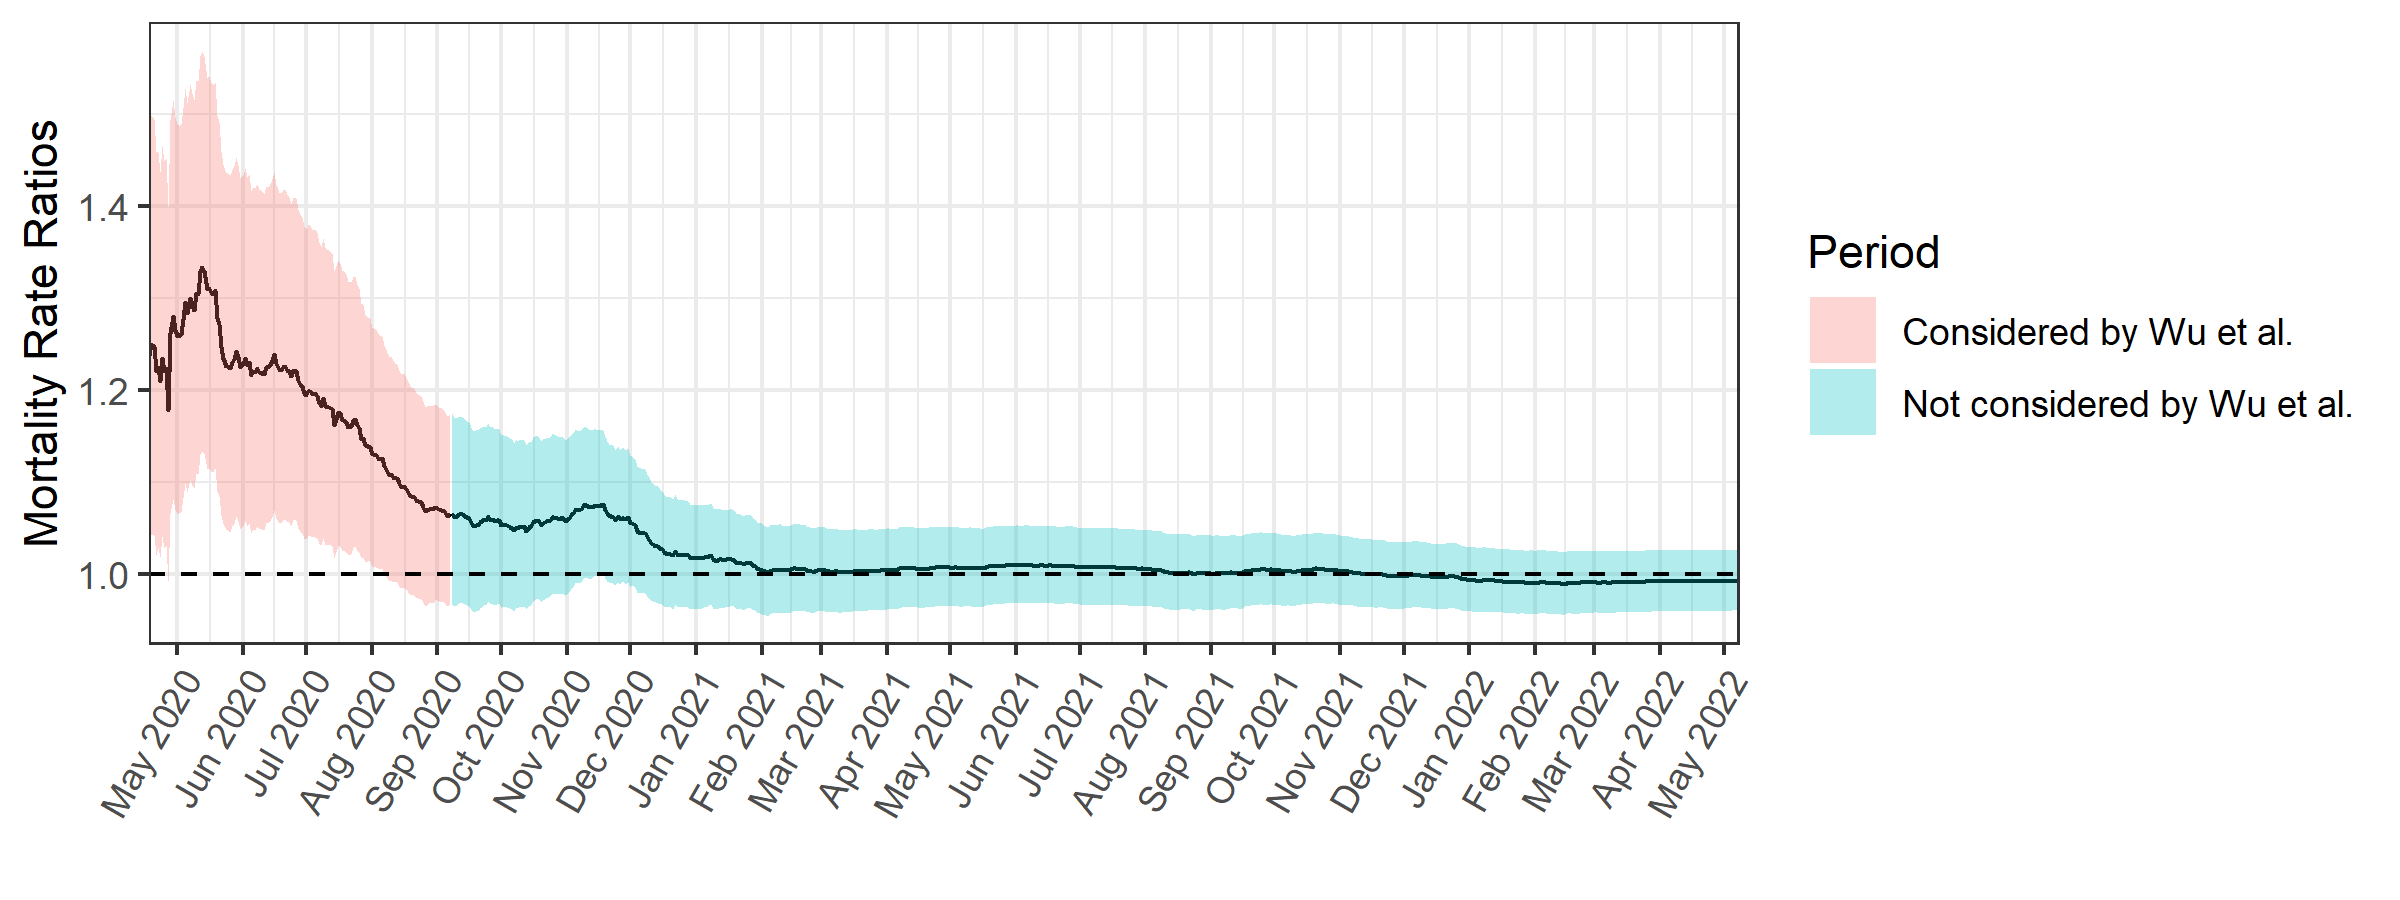 Mortality Rate Ratios
1.4
1.2
1.0
May 2020
Jun 2020
Jul 2020
Aug 2020
Sep 2020
Oct 2020
Nov 2020
Dec 2020
Jan 2021
Feb 2021
Mar 2021
Apr 2021
May 2021
Jun 2021
Jul 2021
Aug 2021
Sep 2021
Oct 2021
Nov 2021
Dec 2021
Jan 2022
Feb 2022
Mar 2022
Apr 2022
May 2022
Period
Considered by Wu et al.
Not considered by Wu et al.